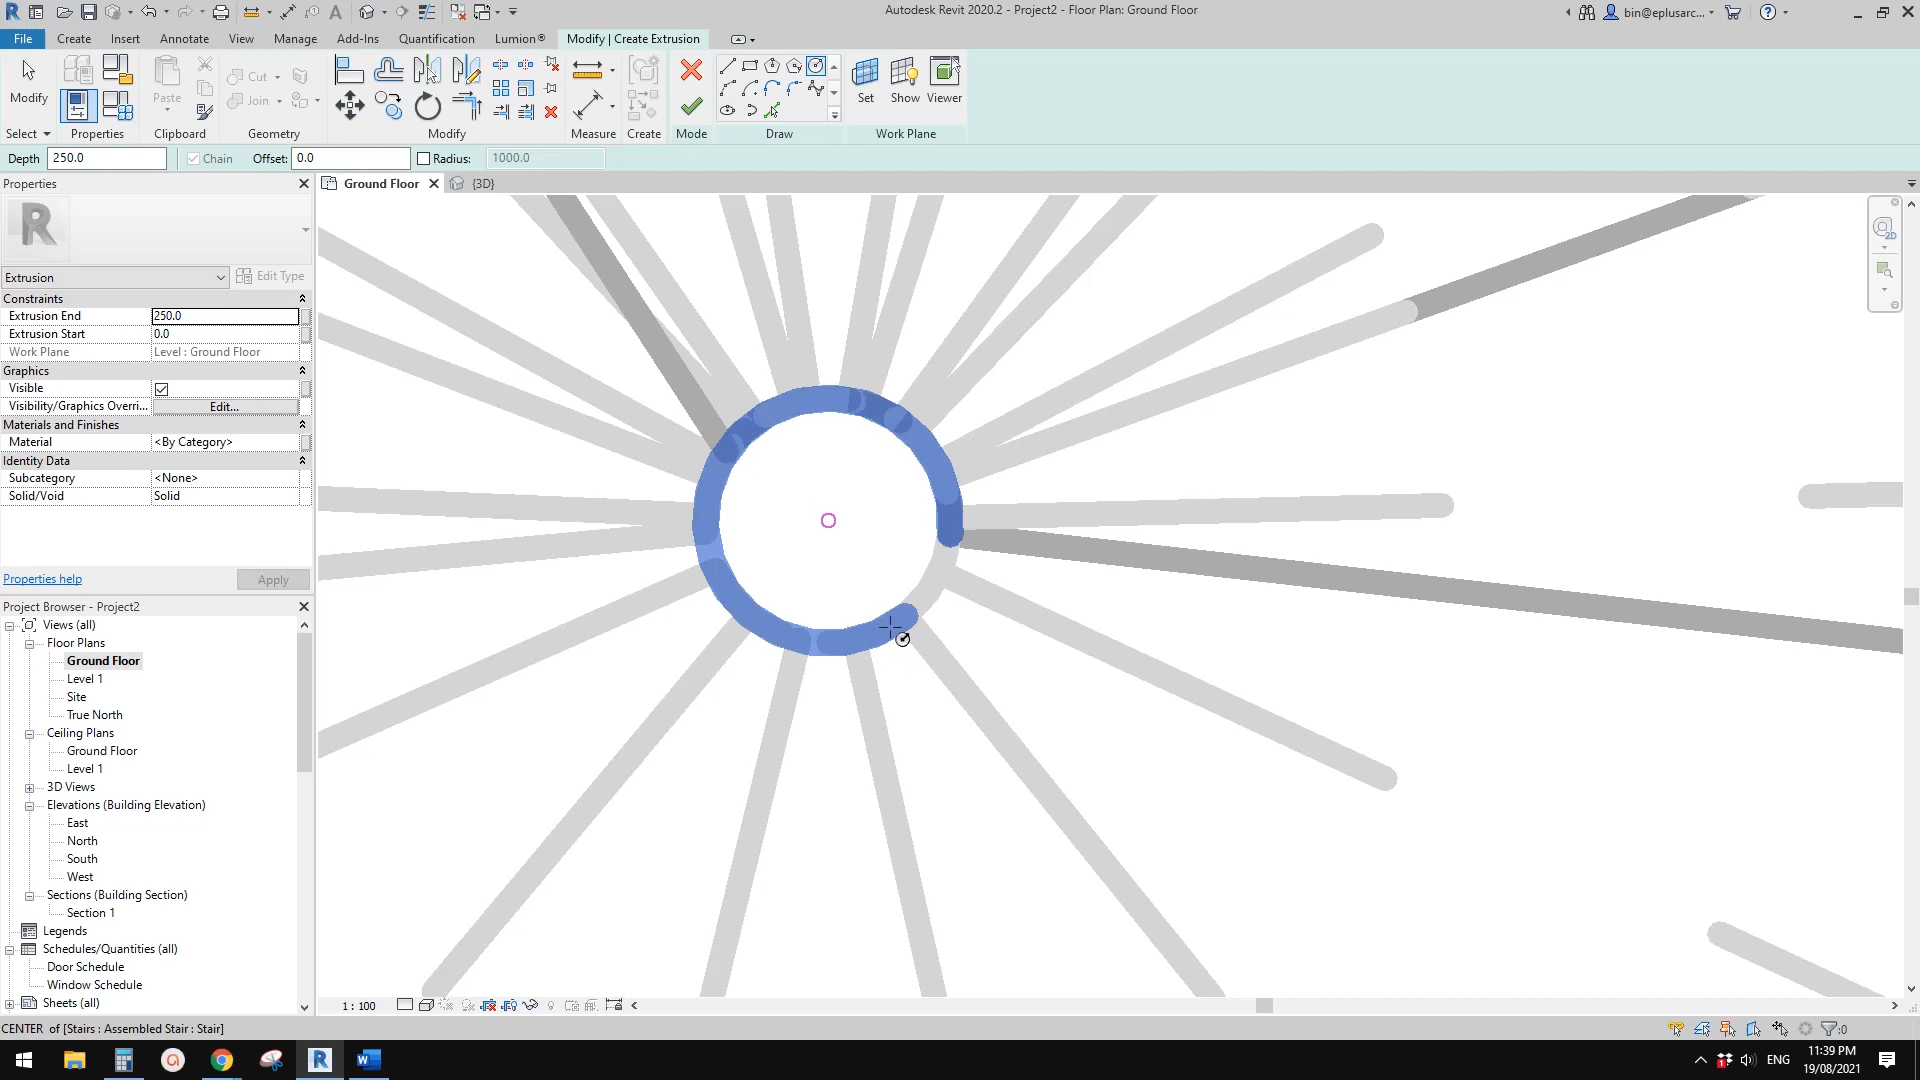 Autodesk Revit 2020.2 - Project2 - Floor Plan: Ground Floor
bin@eplusarc...
File Create Insert Annotate View Manage Add-Ins Quantification Lumion® Modify | Create Extrusion
Modify
Paste
Cut
Join
Set Show Viewer
Select Properties Clipboard Geometry Modify Measure Create Mode Draw Work Plane
Depth 250.0 Chain Offset: 0.0 Radius: 1000.0
Properties
Ground Floor
{3D}
2D
Extrusion
Edit Type
Constraints
Extrusion End 250.0
Extrusion Start 0.0
Work Plane Level : Ground Floor
Graphics
Visible
Visibility/Graphics Overri... Edit...
Materials and Finishes
Material <By Category>
Identity Data
Subcategory <None>
Solid/Void Solid
Properties help
Apply
Project Browser - Project2
Views (all)
Floor Plans
Ground Floor
Level 1
Site
True North
Ceiling Plans
Ground Floor
Level 1
3D Views
Elevations (Building Elevation)
East
North
South
West
Sections (Building Section)
Section 1
Legends
Schedules/Quantities (all)
Door Schedule
Window Schedule
Sheets (all)
1 : 100
CENTER of [Stairs : Assembled Stair : Stair]
:0
ENG
11:39 PM
19/08/2021